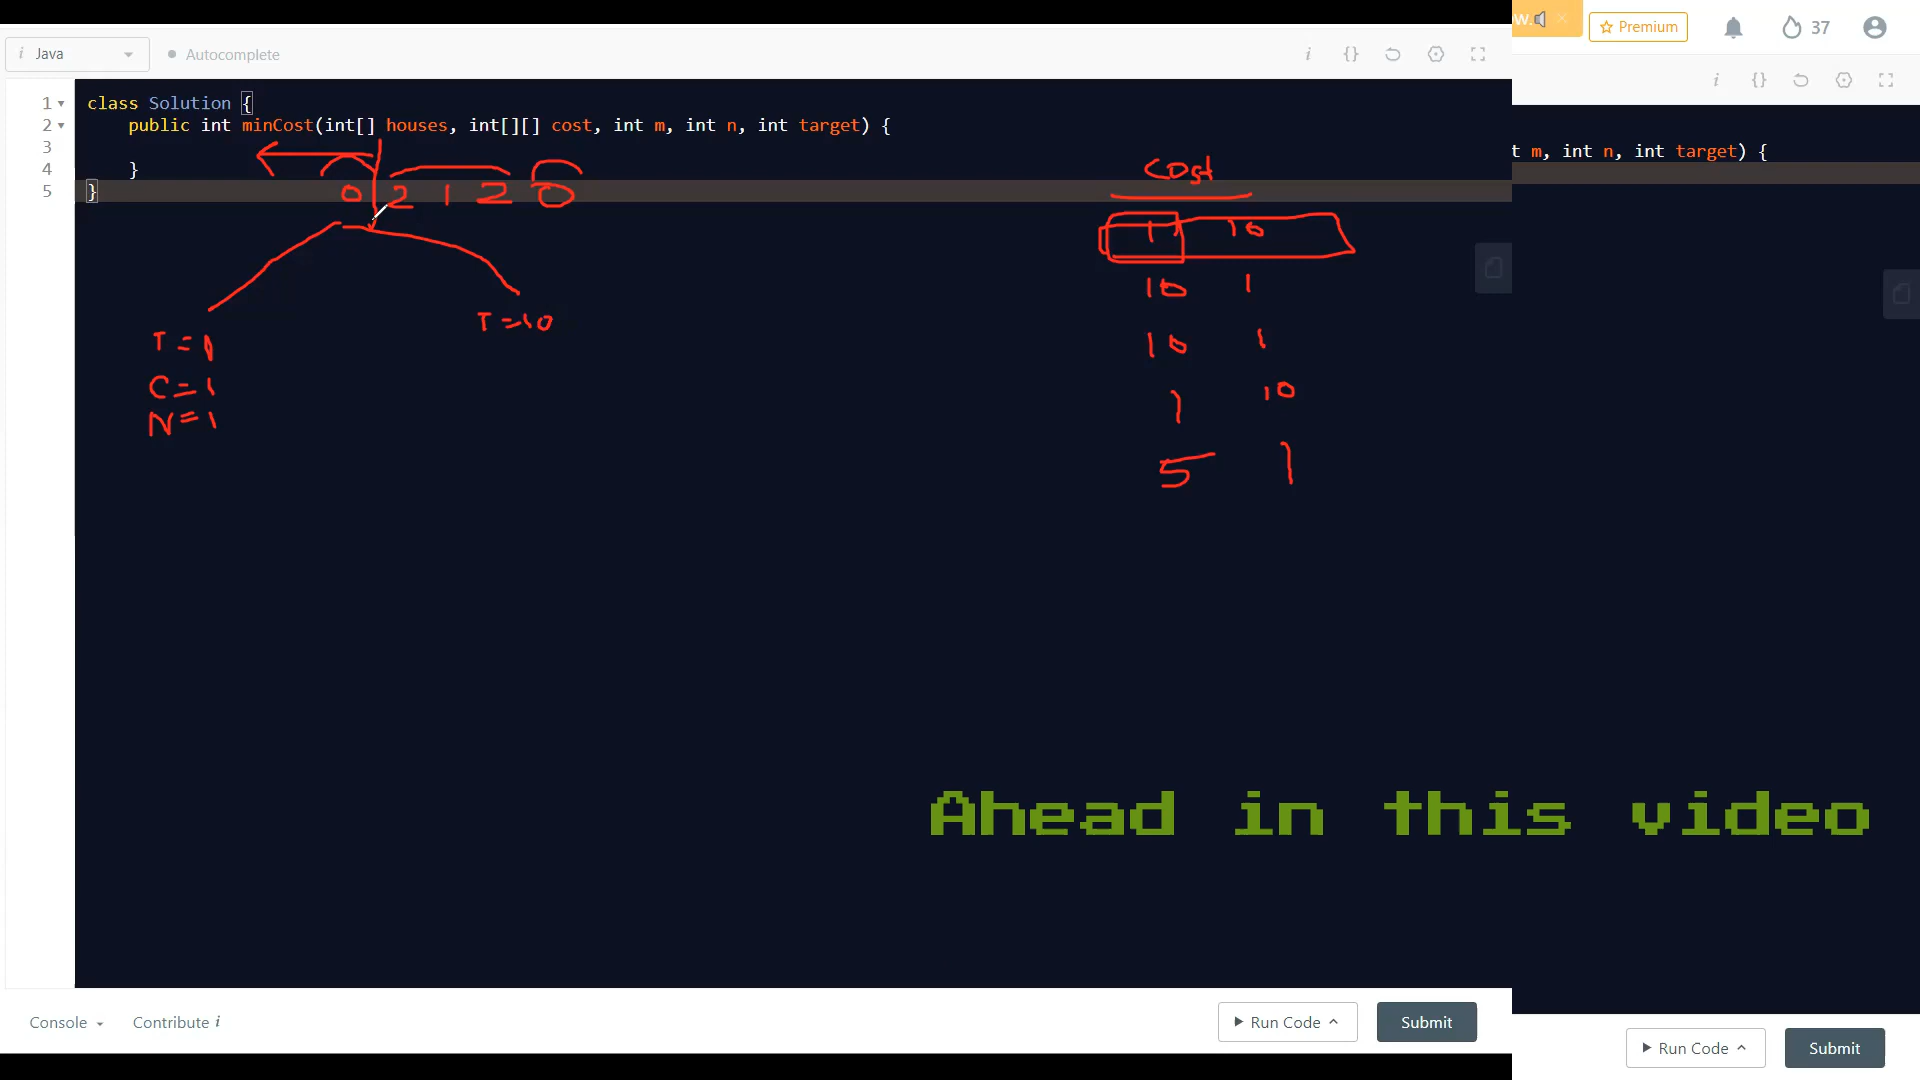 Premium
37
i Java
Autocomplete
i {}
i {}
1 class Solution {
2 public int minCost(int[] houses, int[][] cost, int m, int n, int target) {
3
4 }
5 }
t m, int n, int target) {
0 2 1 2 0
cost
1 10
10 1
10 1
1 10
5 1
T = 1
C = 1
N = 1
T = 10
Ahead in this video
Console
Contribute i
Run Code
Submit
Run Code
Submit